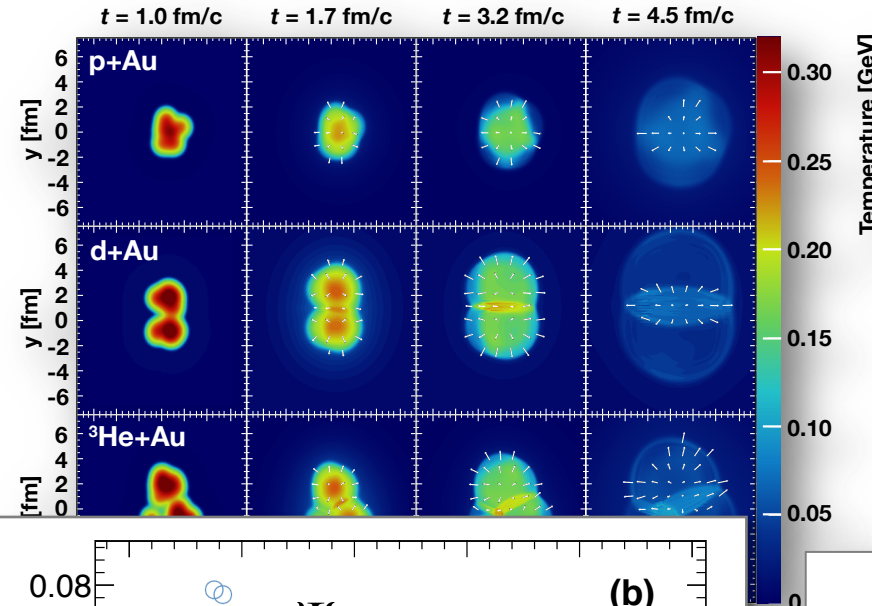 t = 1.0 fm/c t = 1.7 fm/c t = 3.2 fm/c t = 4.5 fm/c
p+Au
y [fm]
6
4
2
0
-2
-4
-6
d+Au
y [fm]
6
4
2
0
-2
-4
-6
³He+Au
[fm]
6
4
2
0
Temperature [GeV]
0.30
0.25
0.20
0.15
0.10
0.05
0
0.08
(b)